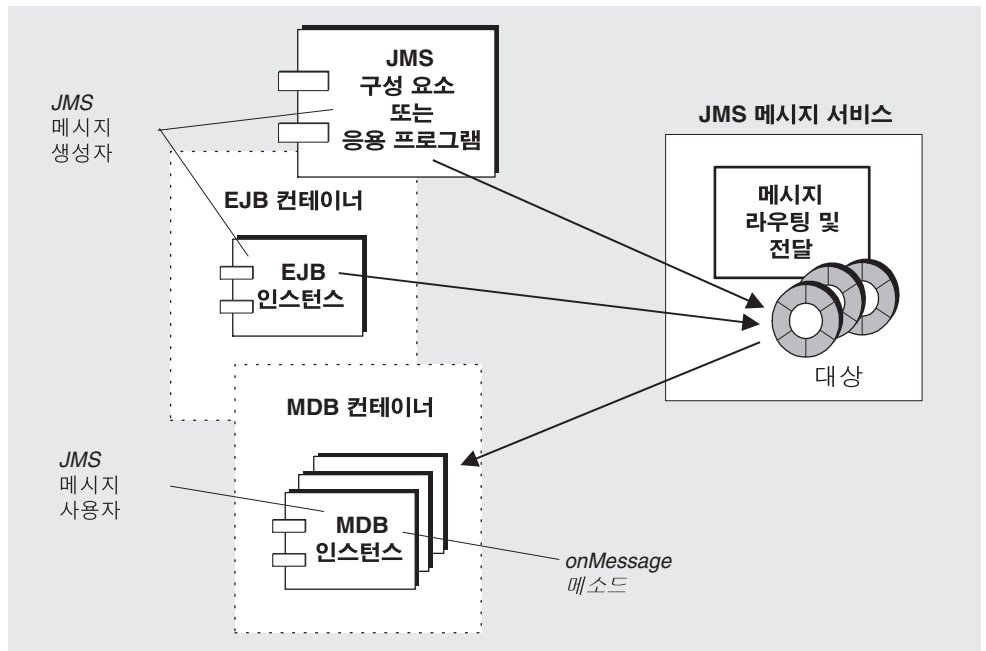 JMS
구성 요소
또는
응용 프로그램
JMS
메시지
생성자
JMS 메시지 서비스
메시지
라우팅 및
전달
EJB 컨테이너
EJB
인스턴스
대상
MDB 컨테이너
JMS
메시지
사용자
MDB
인스턴스
onMessage
메소드